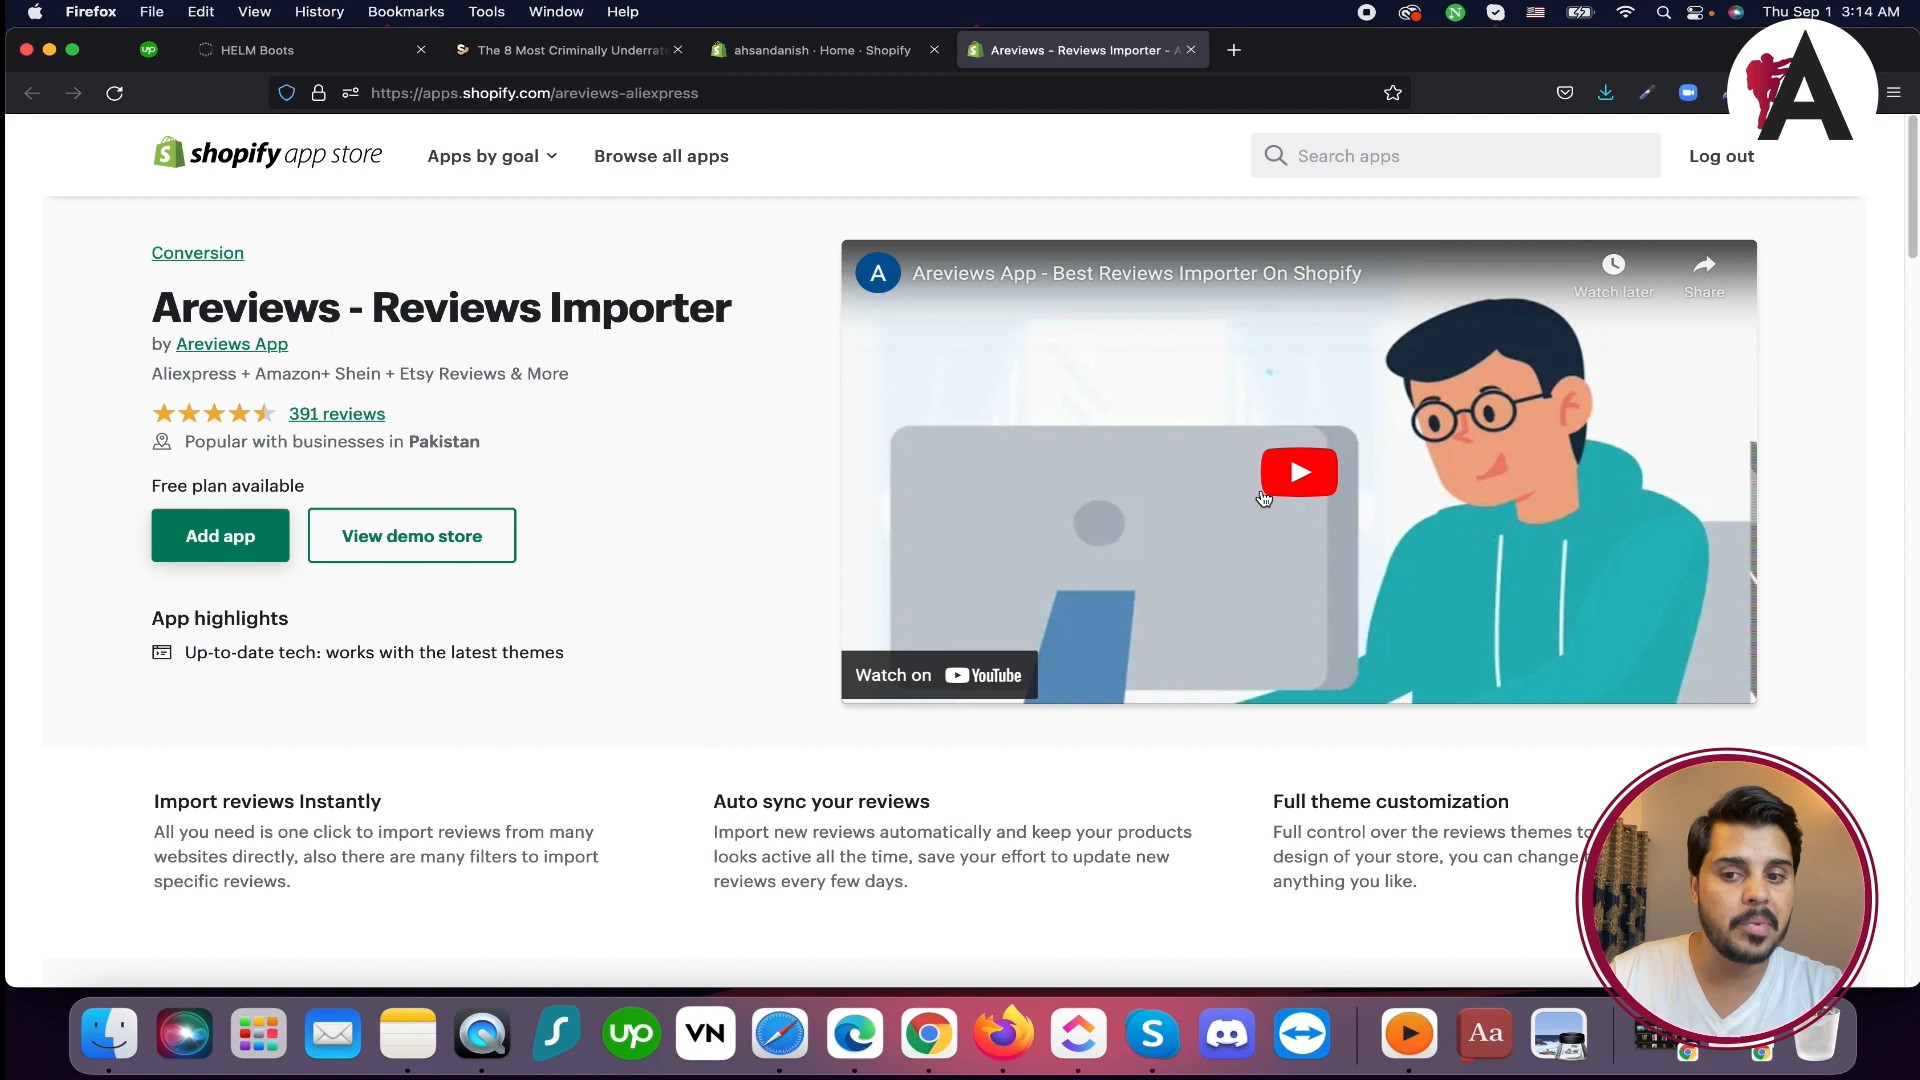 Firefox File Edit View History Bookmarks Tools Window Help
Thu Sep 1 3:14 AM
up HELM Boots
The 8 Most Criminally Underrat
ahsandanish · Home · Shopify
Areviews - Reviews Importer - A
https://apps.shopify.com/areviews-aliexpress
A
shopify app store
Apps by goal
Browse all apps
Search apps
Log out
Conversion
Areviews - Reviews Importer
by Areviews App
Aliexpress + Amazon+ Shein + Etsy Reviews & More
391 reviews
Popular with businesses in Pakistan
Free plan available
Add app
View demo store
App highlights
Up-to-date tech: works with the latest themes
A Areviews App - Best Reviews Importer On Shopify
Watch later
Share
Watch on YouTube
Import reviews Instantly
All you need is one click to import reviews from many
websites directly, also there are many filters to import
specific reviews.
Auto sync your reviews
Import new reviews automatically and keep your products
looks active all the time, save your effort to update new
reviews every few days.
Full theme customization
Full control over the reviews themes to
design of your store, you can change
anything you like.
up
VN
S
Aa